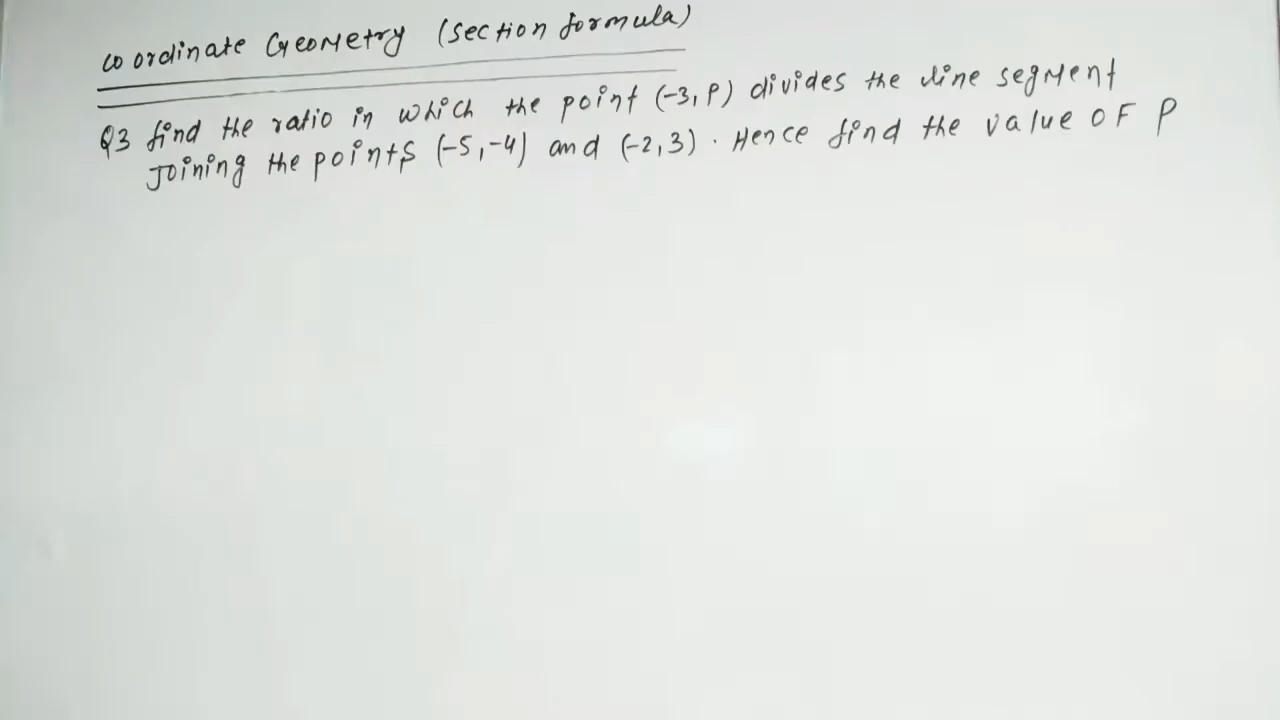 coordinate Geometry (section formula)
Q3 find the ratio in which the point (-3, P) divides the line segment
Joining the points (-5, -4) and (-2, 3). Hence find the value OF P